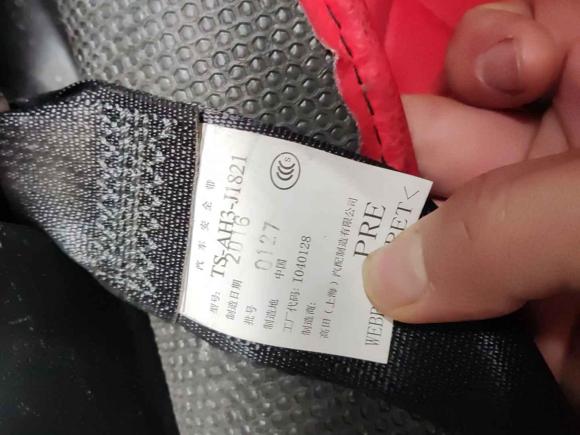 汽车安全带
型号: TS-AH3-J1821
制造日期 2016
批号 0127
制造地 中国
工厂代码: 1040128
制造商:
高田(上海)汽配制造有限公司
PRE
PET<
CCC S